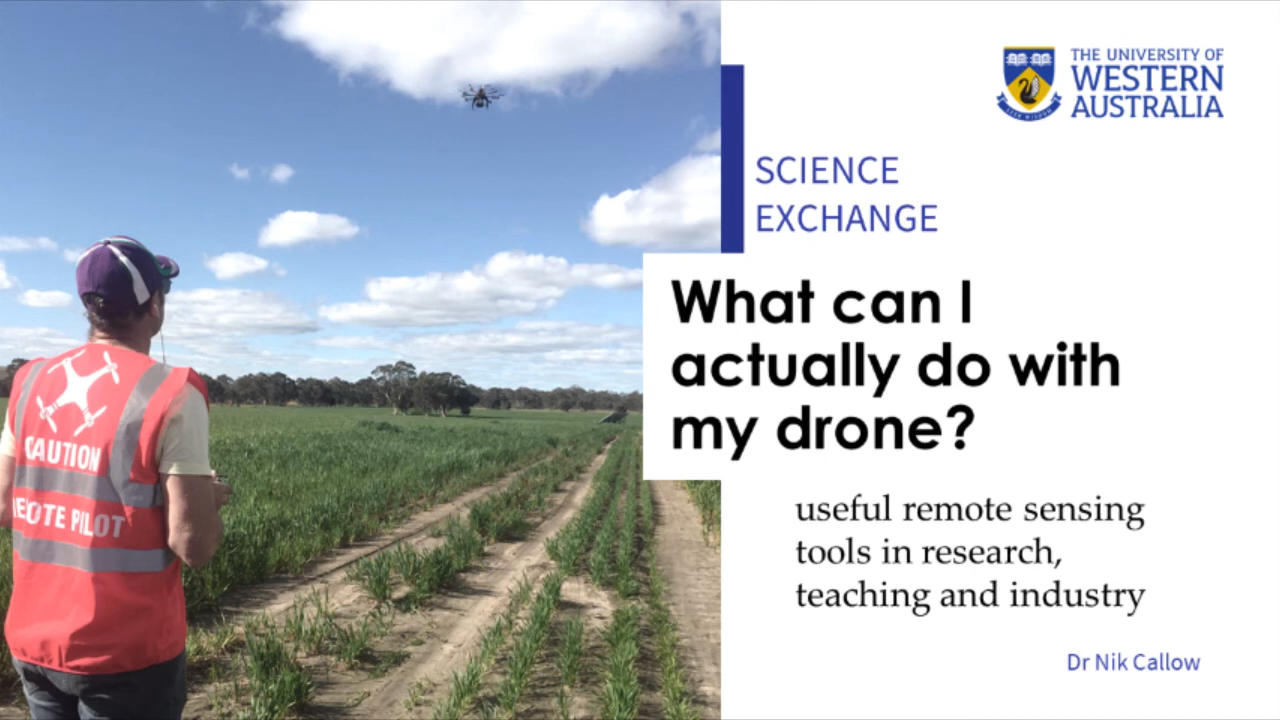 THE UNIVERSITY OF
WESTERN
AUSTRALIA
SCIENCE
EXCHANGE
What can I
actually do with
my drone?
useful remote sensing
tools in research,
teaching and industry
Dr Nik Callow
CAUTION
REMOTE PILOT